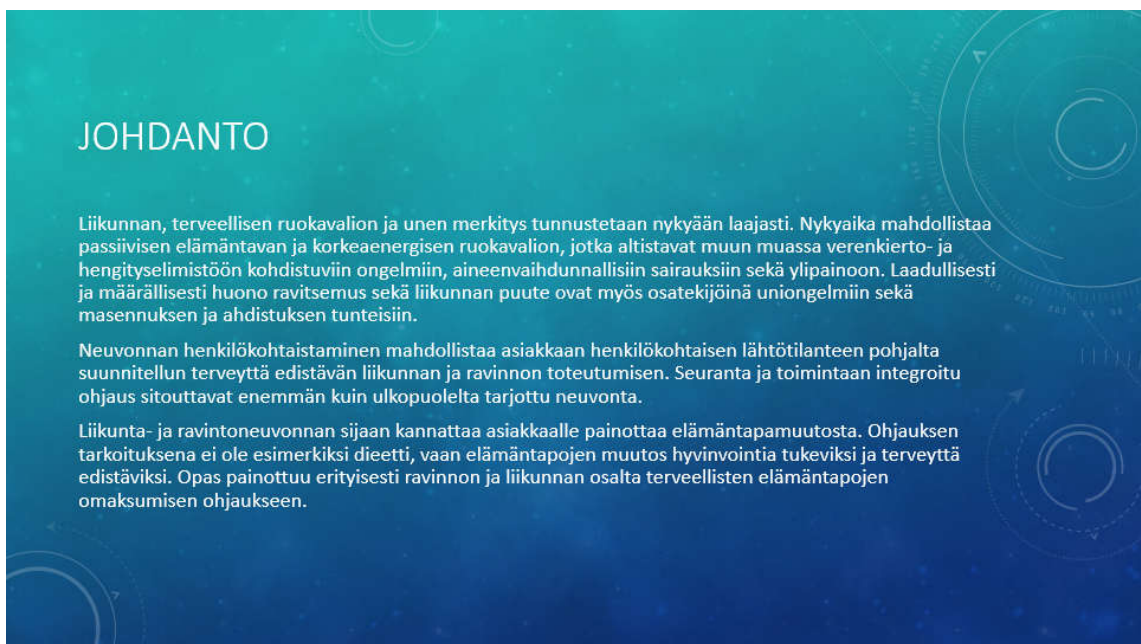 JOHDANTO
Liikunnan, terveellisen ruokavalion ja unen merkitys tunnustetaan nykyään laajasti. Nykyaika mahdollistaa
passiivisen elämäntavan ja korkeaenergisen ruokavalion, jotka altistavat muun muassa verenkierto- ja
hengityselimistöön kohdistuviin ongelmiin, aineenvaihdunnallisiin sairauksiin sekä ylipainoon. Laadullisesti
ja määrällisesti huono ravitsemus sekä liikunnan puute ovat myös osatekijöinä uniongelmiin sekä
masennuksen ja ahdistuksen tunteisiin.
Neuvonnan henkilökohtaistaminen mahdollistaa asiakkaan henkilökohtaisen lähtötilanteen pohjalta
suunnitellun terveyttä edistävän liikunnan ja ravinnon toteutumisen. Seuranta ja toimintaan integroitu
ohjaus sitouttavat enemmän kuin ulkopuolelta tarjottu neuvonta.
Liikunta- ja ravintoneuvonnan sijaan kannattaa asiakkaalle painottaa elämäntapamuutosta. Ohjauksen
tarkoituksena ei ole esimerkiksi dieetti, vaan elämäntapojen muutos hyvinvointia tukeviksi ja terveyttä
edistäviksi. Opas painottuu erityisesti ravinnon ja liikunnan osalta terveellisten elämäntapojen
omaksumisen ohjaukseen.